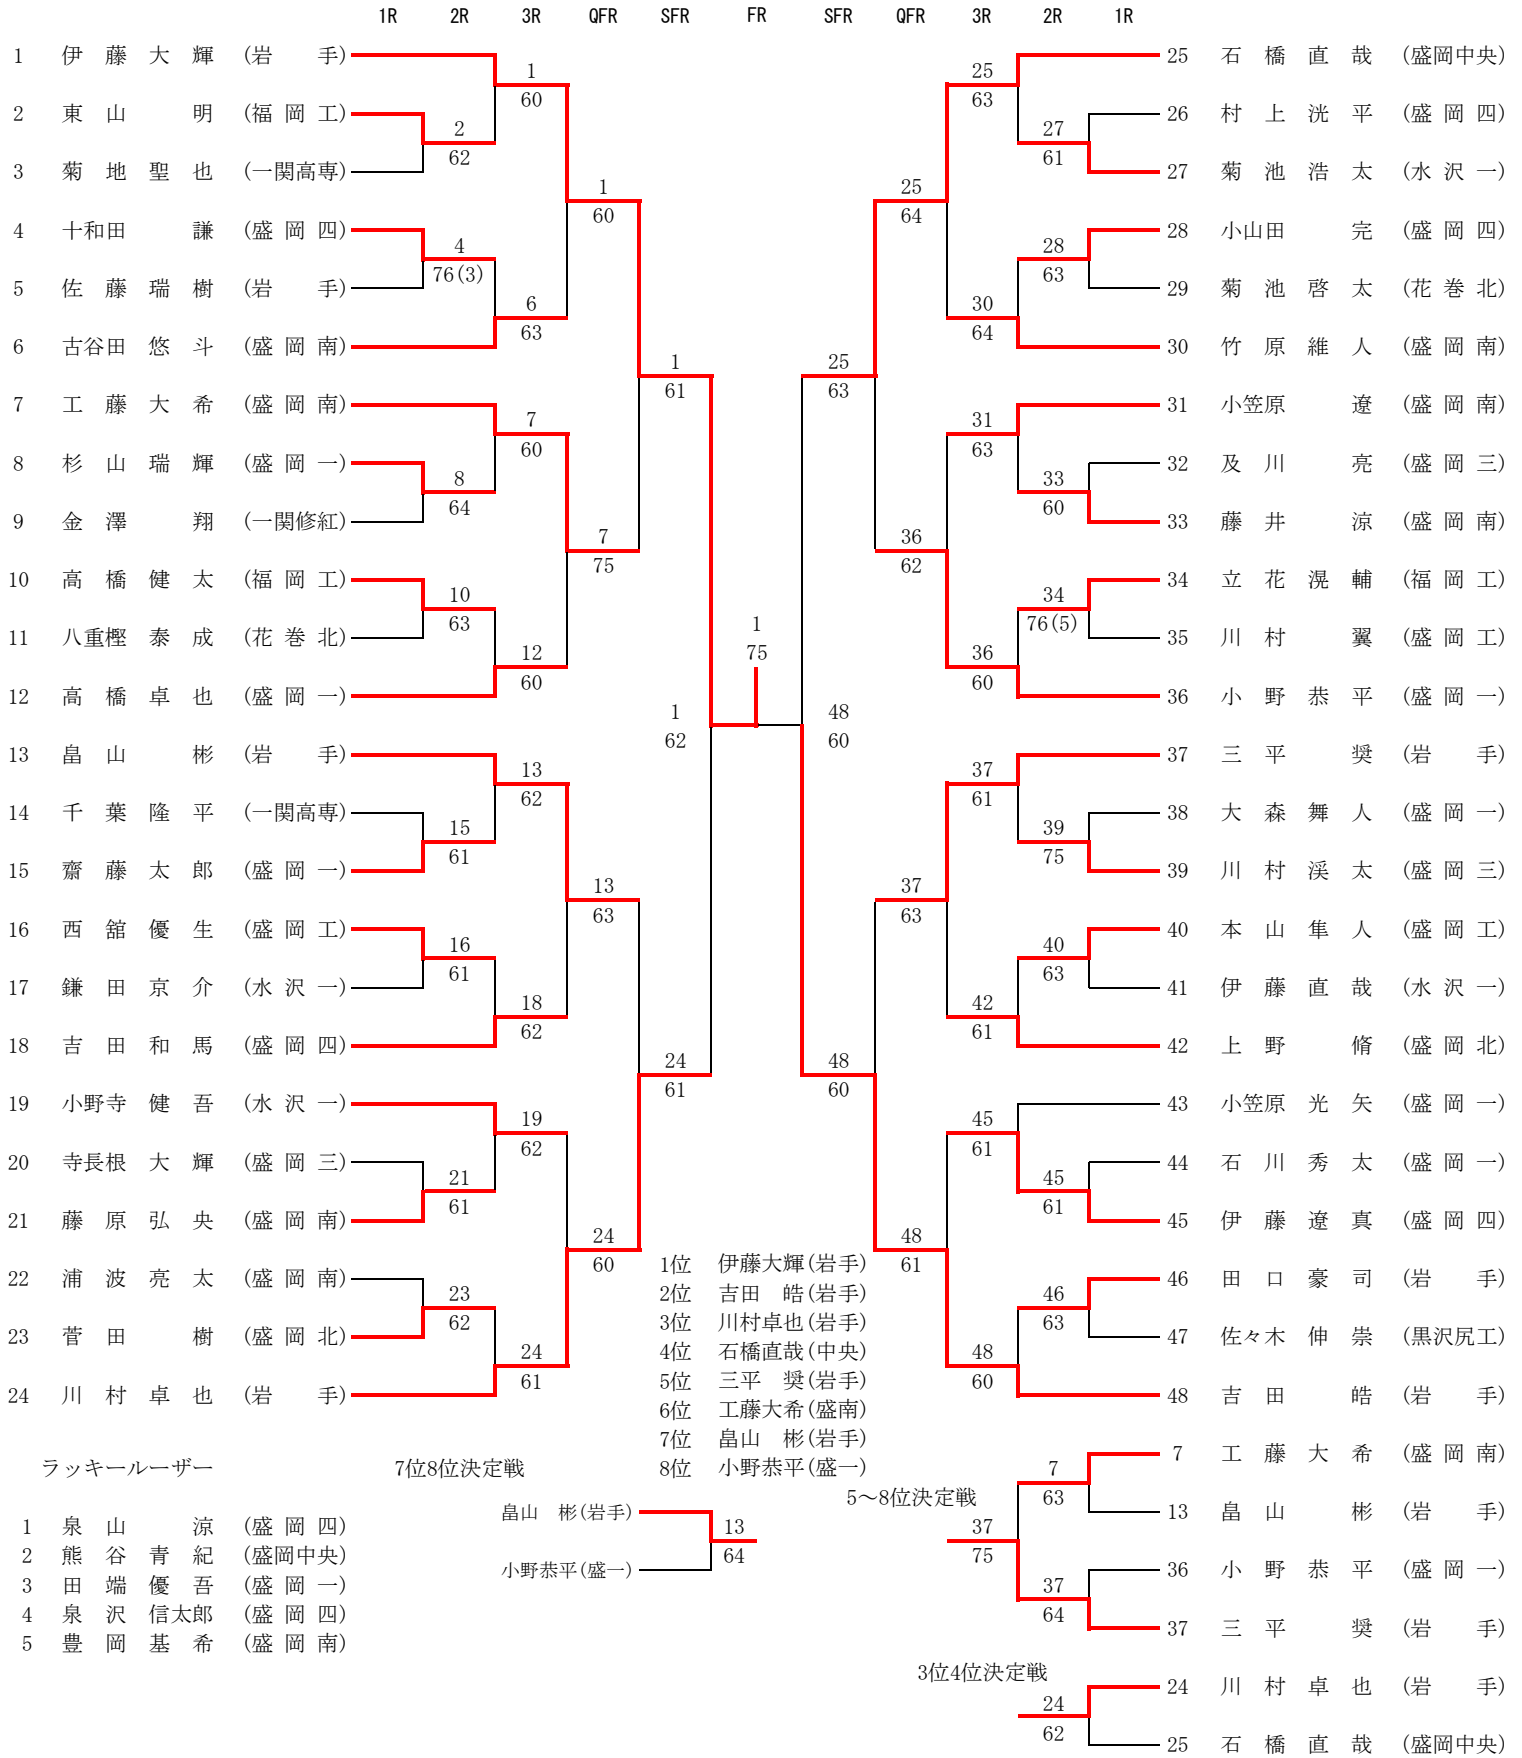 1R 2R 3R QFR SFR FR SFR QFR 3R 2R 1R
1 伊藤大輝 (岩手) 25 石橋直哉 (盛岡中央)
1 25
60 63
2 東山明 (福岡工) 26 村上洸平 (盛岡四)
2 27
62 61
3 菊地聖也 (一関高専) 27 菊池浩太 (水沢一)
1 25
60 64
4 十和田謙 (盛岡四) 28 小山田完 (盛岡四)
4 28
76(3) 63
5 佐藤瑞樹 (岩手) 29 菊池啓太 (花巻北)
6 30
63 64
6 古谷田悠斗 (盛岡南) 30 竹原維人 (盛岡南)
1 25
61 63
7 工藤大希 (盛岡南) 31 小笠原遼 (盛岡南)
7 31
60 63
8 杉山瑞輝 (盛岡一) 32 及川亮 (盛岡三)
8 33
64 60
9 金澤翔 (一関修紅) 33 藤井涼 (盛岡南)
7 36
75 62
10 高橋健太 (福岡工) 34 立花滉輔 (福岡工)
10 34
63 1 76(5)
11 八重樫泰成 (花巻北) 35 川村翼 (盛岡工)
12 75 36
60 60
12 高橋卓也 (盛岡一) 36 小野恭平 (盛岡一)
1 48
62 60
13 畠山彬 (岩手) 37 三平奨 (岩手)
13 37
62 61
14 千葉隆平 (一関高専) 38 大森舞人 (盛岡一)
15 39
61 75
15 齋藤太郎 (盛岡一) 39 川村渓太 (盛岡三)
13 37
63 63
16 西舘優生 (盛岡工) 40 本山隼人 (盛岡工)
16 40
61 63
17 鎌田京介 (水沢一) 41 伊藤直哉 (水沢一)
18 42
62 61
18 吉田和馬 (盛岡四) 42 上野脩 (盛岡北)
24 48
61 60
19 小野寺健吾 (水沢一) 43 小笠原光矢 (盛岡一)
19 45
62 61
20 寺長根大輝 (盛岡三) 44 石川秀太 (盛岡一)
21 45
61 61
21 藤原弘央 (盛岡南) 45 伊藤遼真 (盛岡四)
24 48
60 61
22 浦波亮太 (盛岡南) 46 田口豪司 (岩手)
23 46
62 63
23 菅田樹 (盛岡北) 47 佐々木伸崇 (黒沢尻工)
24 48
61 60
24 川村卓也 (岩手) 48 吉田皓 (岩手)
1位 伊藤大輝(岩手)
2位 吉田 皓(岩手)
3位 川村卓也(岩手)
4位 石橋直哉(中央)
5位 三平 奨(岩手)
6位 工藤大希(盛南)
7位 畠山 彬(岩手)
8位 小野恭平(盛一)
ラッキールーザー
1 泉山涼 (盛岡四)
2 熊谷青紀 (盛岡中央)
3 田端優吾 (盛岡一)
4 泉沢信太郎 (盛岡四)
5 豊岡基希 (盛岡南)
7位8位決定戦
畠山 彬(岩手)
13
64
小野恭平(盛一)
5～8位決定戦
7 工藤大希 (盛岡南)
7
63
13 畠山彬 (岩手)
37
75
36 小野恭平 (盛岡一)
37
64
37 三平奨 (岩手)
3位4位決定戦
24 川村卓也 (岩手)
24
62
25 石橋直哉 (盛岡中央)